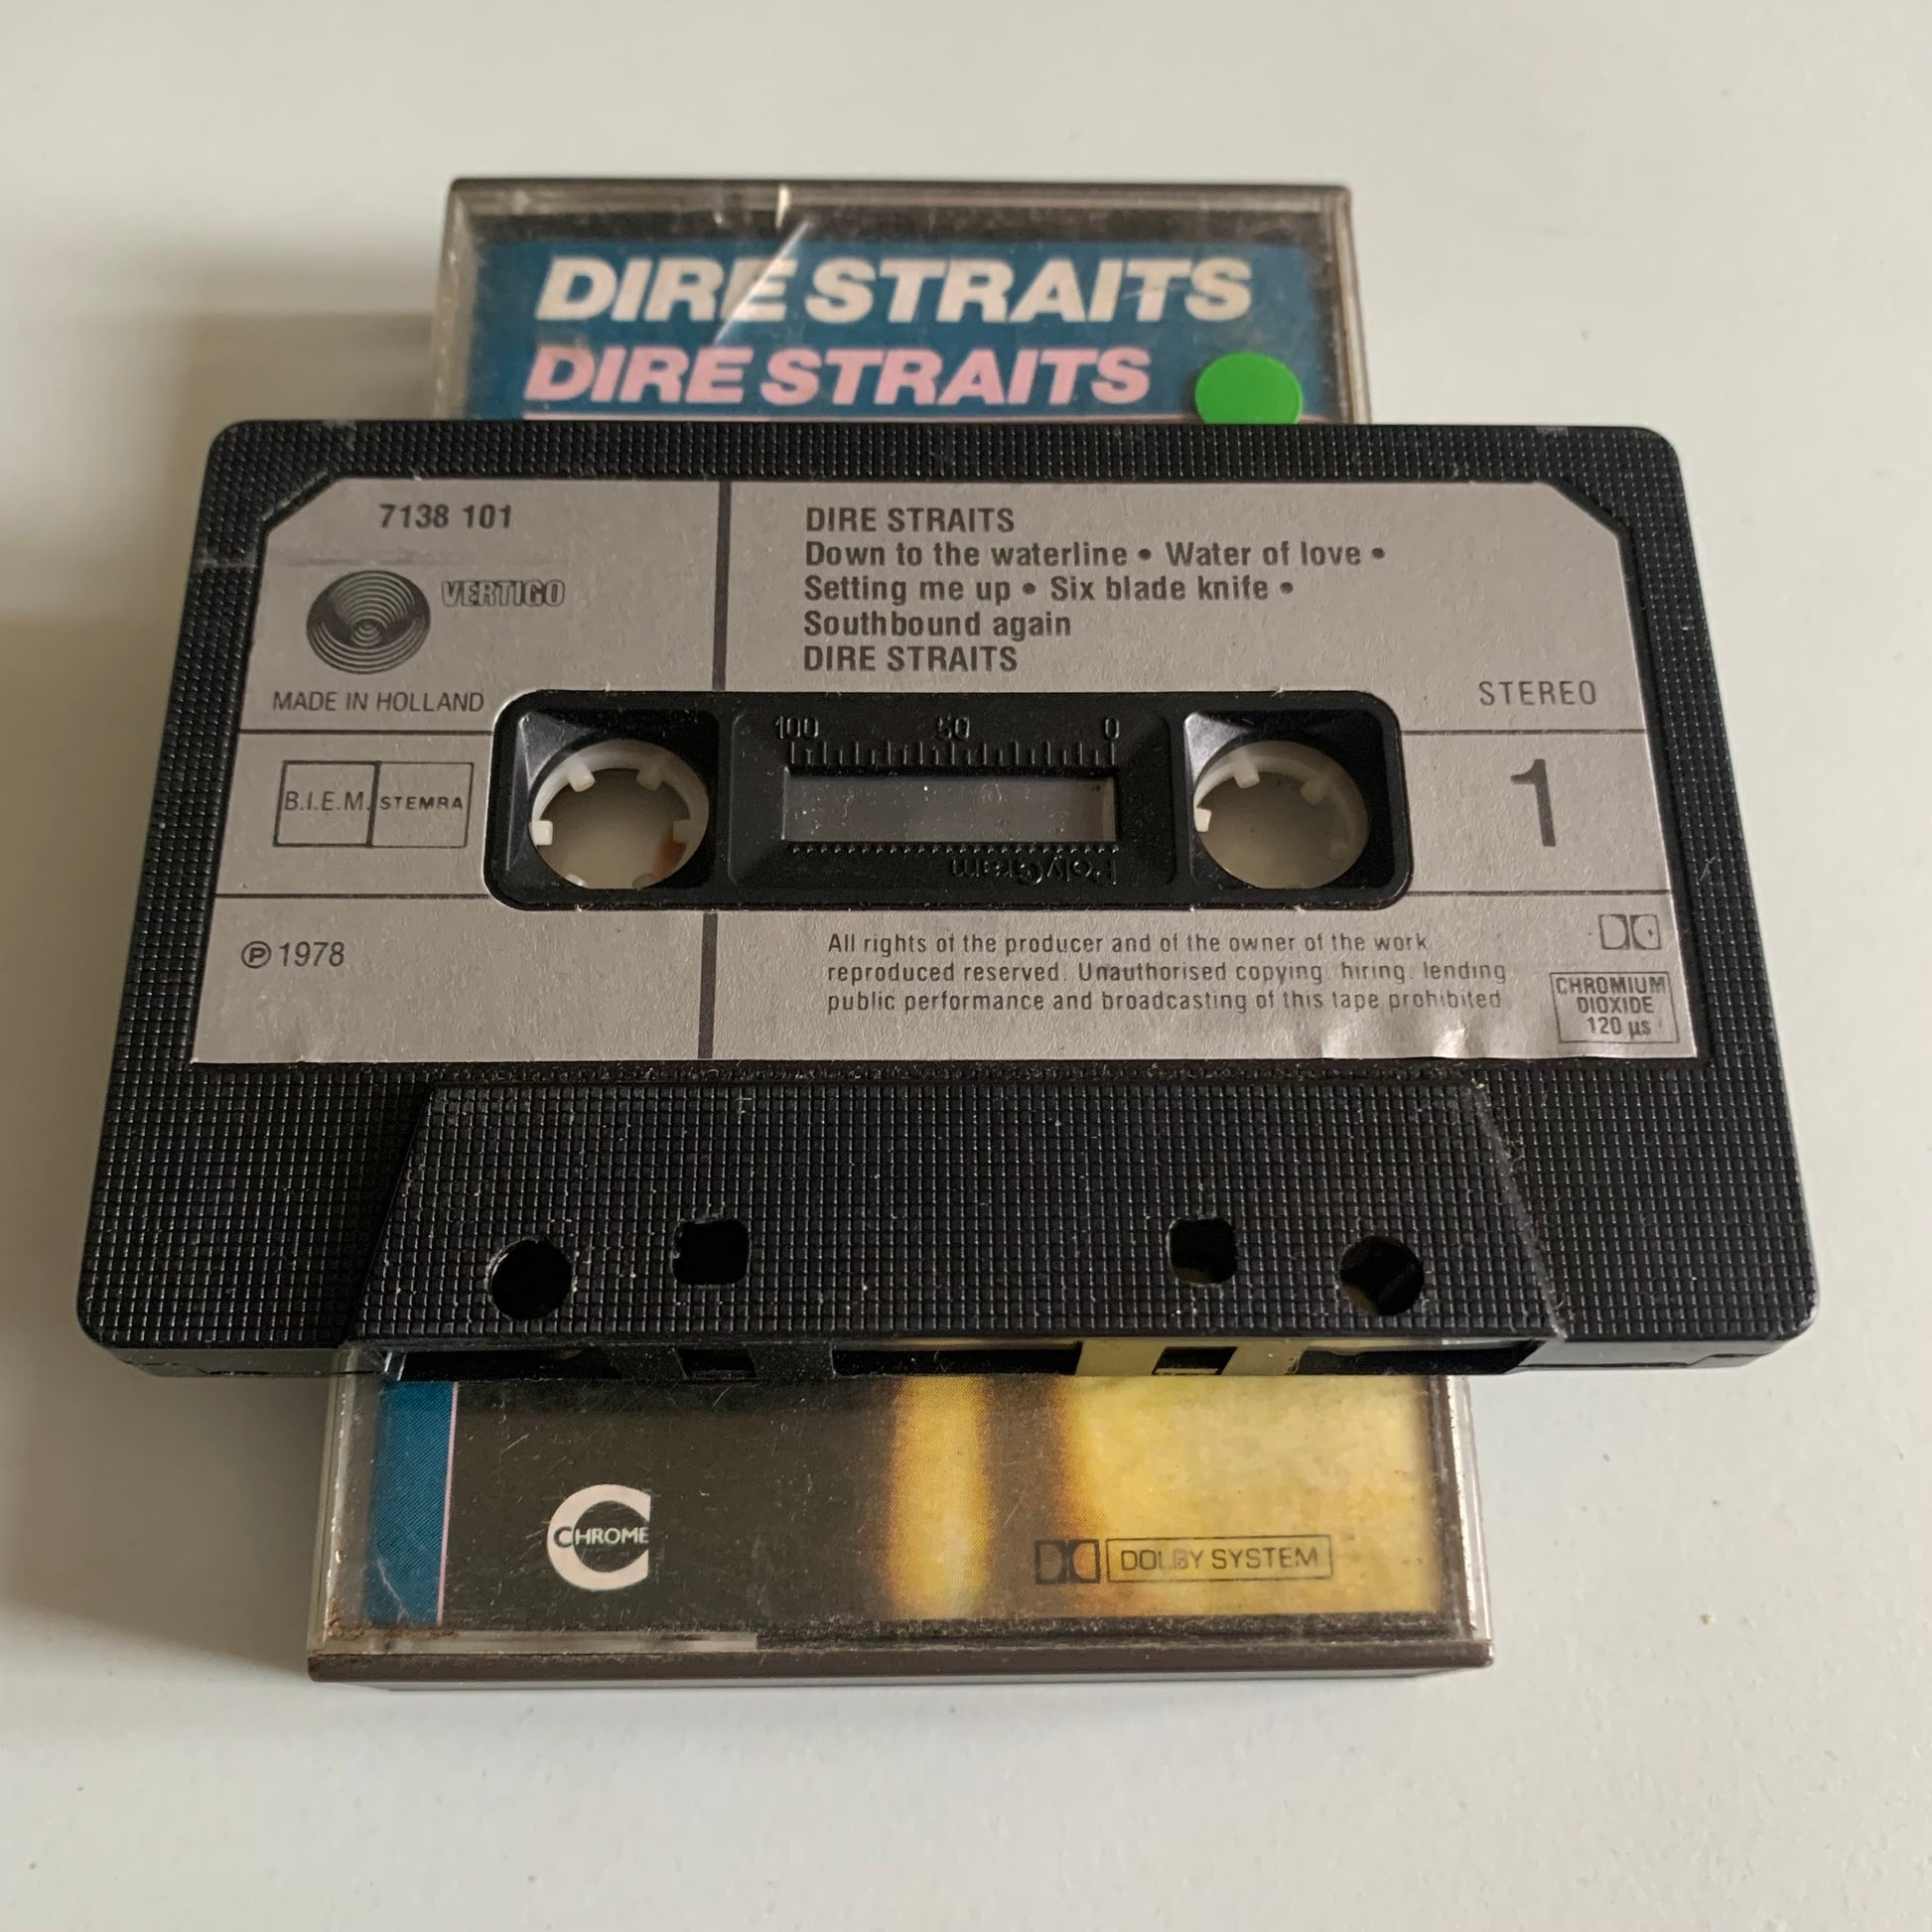 DIRE STRAITS
DIRE STRAITS
7138 101
VERTIGO
MADE IN HOLLAND
B.I.E.M. STEMRA
℗ 1978
DIRE STRAITS
Down to the waterline • Water of love •
Setting me up • Six blade knife •
Southbound again
DIRE STRAITS
STEREO
1
100 50 0
PolyGram
All rights of the producer and of the owner of the work
reproduced reserved. Unauthorised copying hiring lending
public performance and broadcasting of this tape prohibited
CHROMIUM
DIOXIDE
120 µs
CHROME
DOLBY SYSTEM